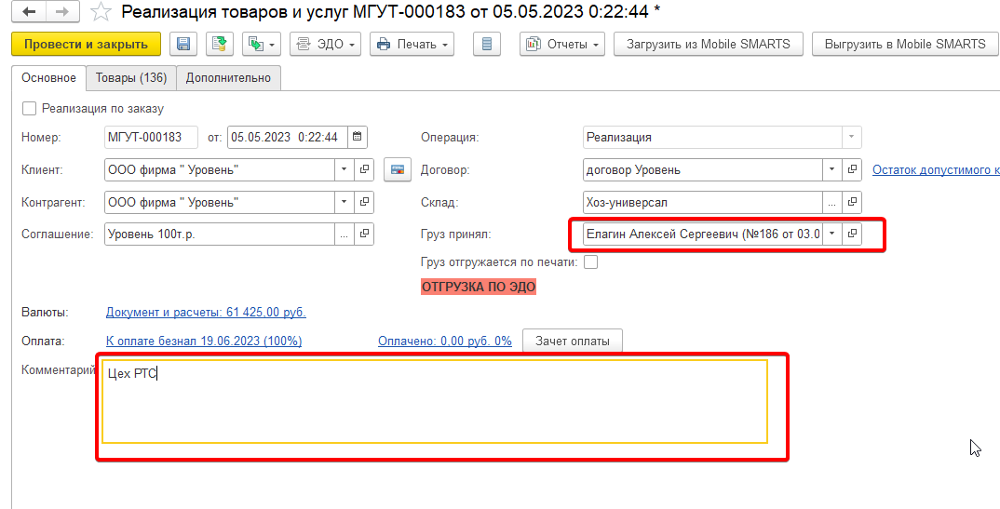 Реализация товаров и услуг МГУТ-000183 от 05.05.2023 0:22:44 *
Провести и закрыть ЭДО Печать Отчеты Загрузить из Mobile SMARTS Выгрузить в Mobile SMARTS
Основное Товары (136) Дополнительно
Реализация по заказу
Номер: МГУТ-000183 от: 05.05.2023 0:22:44 Операция: Реализация
Клиент: ООО фирма " Уровень" Договор: договор Уровень Остаток допустимого к
Контрагент: ООО фирма " Уровень" Склад: Хоз-универсал ...
Соглашение: Уровень 100т.р. ... Груз принял: Елагин Алексей Сергеевич (№186 от 03.0
Груз отгружается по печати:
ОТГРУЗКА ПО ЭДО
Валюты: Документ и расчеты: 61 425,00 руб.
Оплата: К оплате безнал 19.06.2023 (100%) Оплачено: 0,00 руб. 0% Зачет оплаты
Комментарий Цех РТС